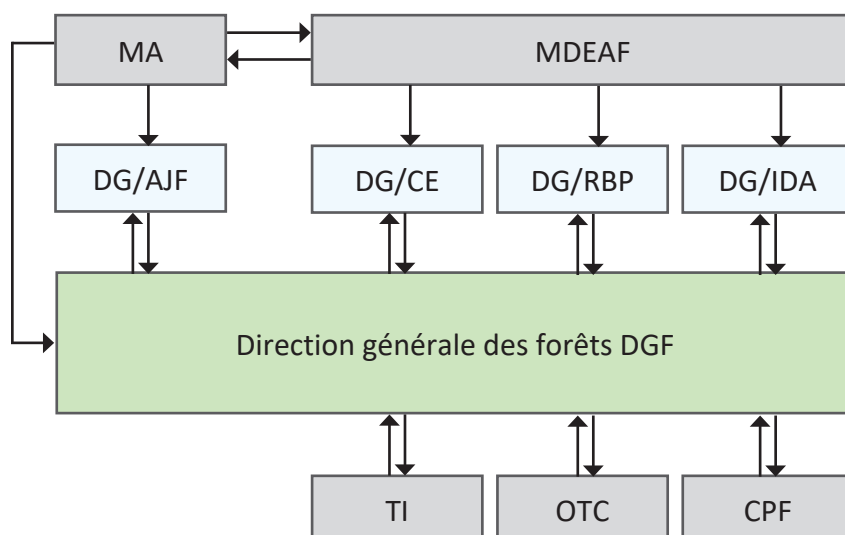 MA
MDEAF
DG/AJF
DG/CE
DG/RBP
DG/IDA
Direction générale des forêts DGF
TI
OTC
CPF